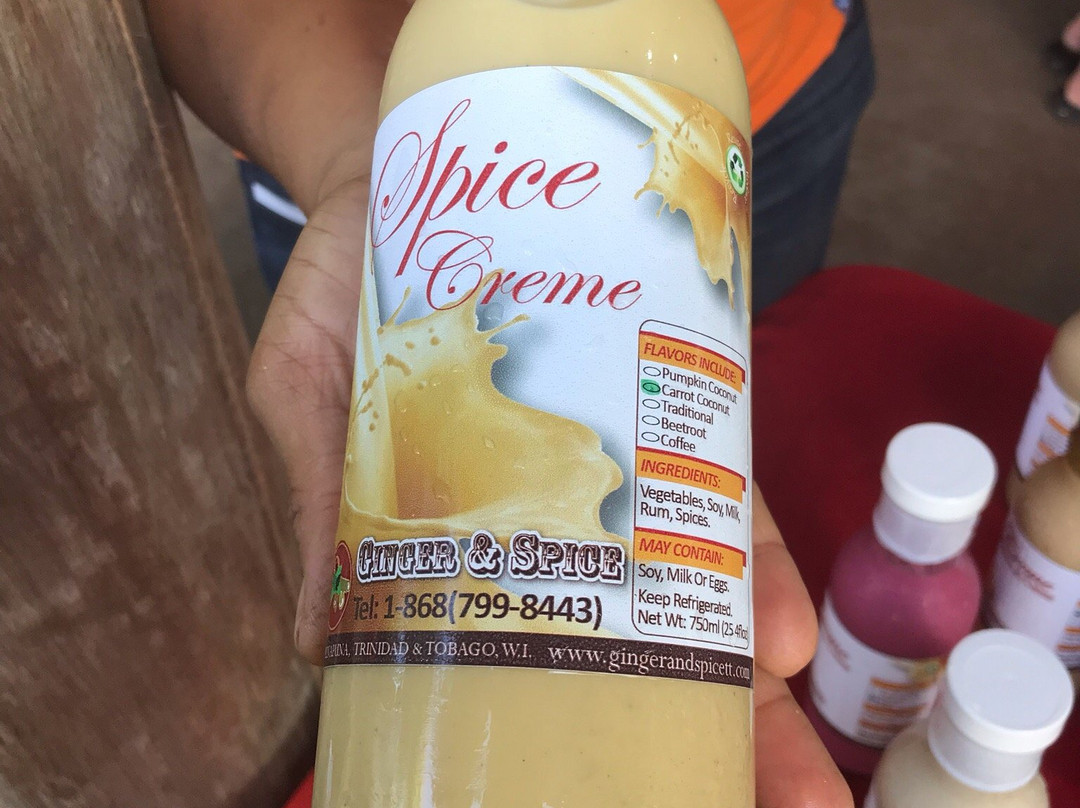 Spice
Creme
FLAVORS INCLUDE:
Pumpkin Coconut
Carrot Coconut
Traditional
Beetroot
Coffee
INGREDIENTS:
Vegetables, Soy, Milk,
Rum, Spices.
MAY CONTAIN:
Soy, Milk Or Eggs.
Keep Refrigerated.
Net Wt: 750ml (25.4floz
GINGER & SPICE
Tel: 1-868(799-8443)
TRINIDAD & TOBAGO, W.I. www.gingerandspicett.com